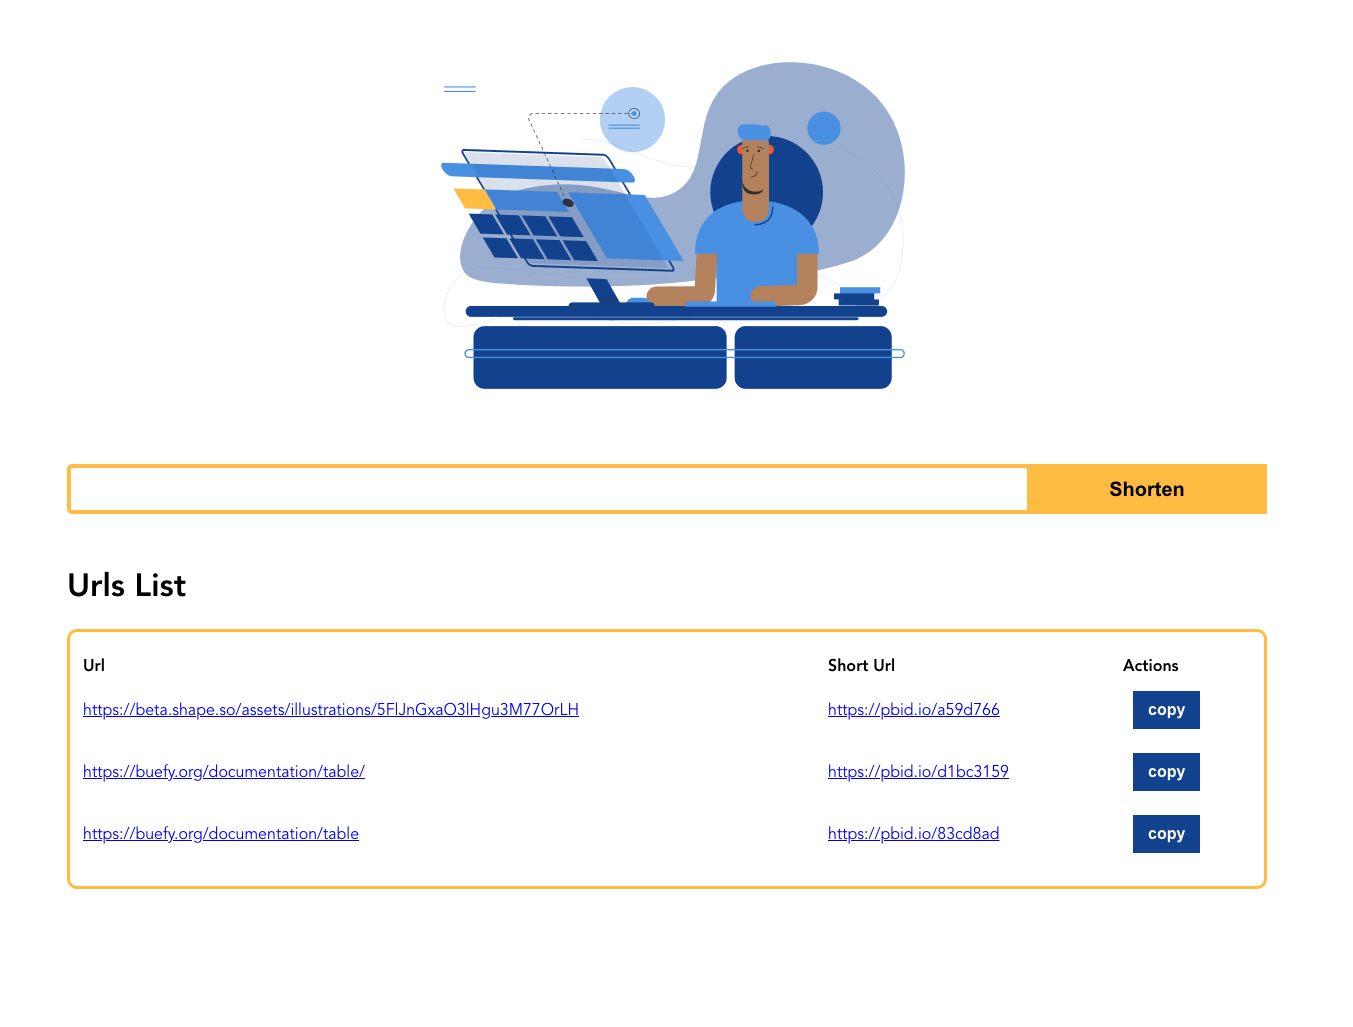 Shorten
Urls List
Url Short Url Actions
https://beta.shape.so/assets/illustrations/5FlJnGxaO3lHgu3M77OrLH https://pbid.io/a59d766 copy
https://buefy.org/documentation/table/ https://pbid.io/d1bc3159 copy
https://buefy.org/documentation/table https://pbid.io/83cd8ad copy